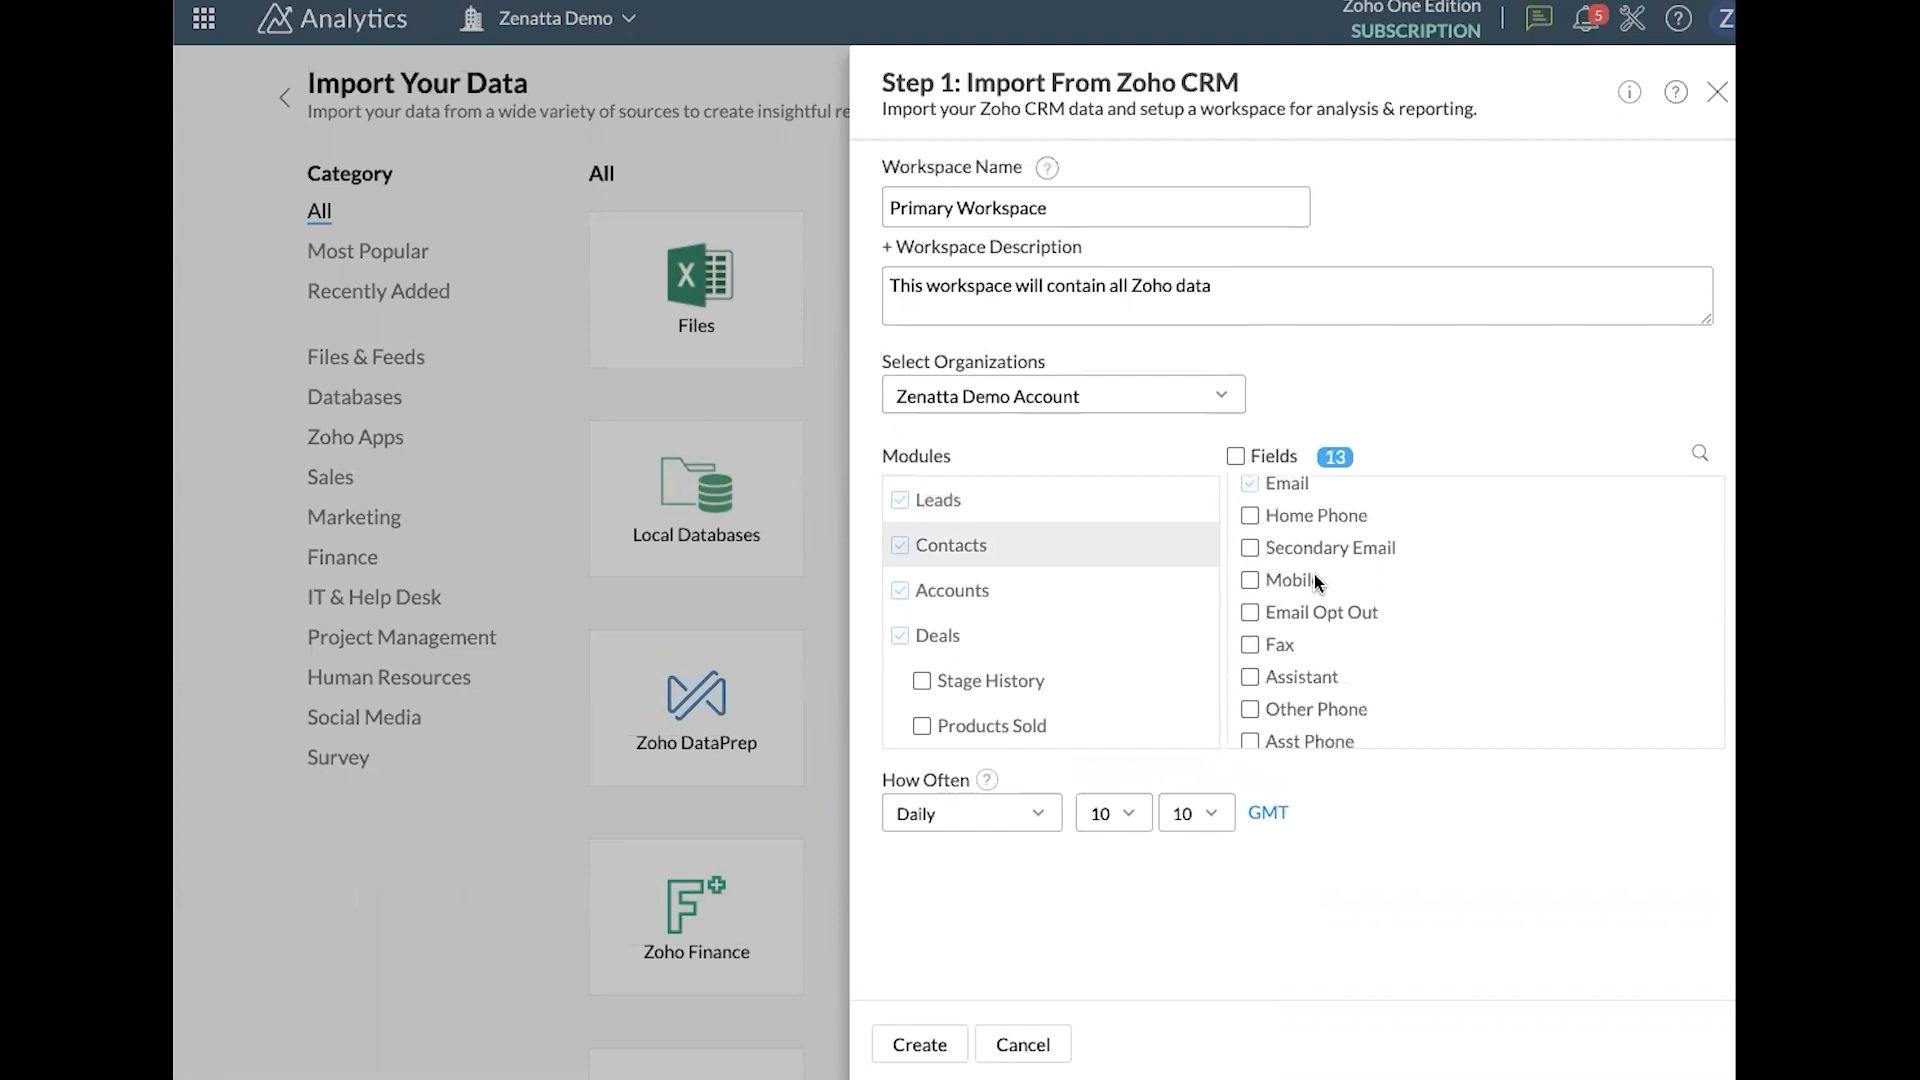 Analytics
Zenatta Demo
Zoho One Edition
SUBSCRIPTION
5
Z
Import Your Data
Import your data from a wide variety of sources to create insightful re
Category
All
Most Popular
Recently Added
Files & Feeds
Databases
Zoho Apps
Sales
Marketing
Finance
IT & Help Desk
Project Management
Human Resources
Social Media
Survey
All
Files
Local Databases
Zoho DataPrep
Zoho Finance
Step 1: Import From Zoho CRM
Import your Zoho CRM data and setup a workspace for analysis & reporting.
Workspace Name
Primary Workspace
+ Workspace Description
This workspace will contain all Zoho data
Select Organizations
Zenatta Demo Account
Modules
Leads
Contacts
Accounts
Deals
Stage History
Products Sold
Fields 13
Email
Home Phone
Secondary Email
Mobile
Email Opt Out
Fax
Assistant
Other Phone
Asst Phone
How Often
Daily 10 10 GMT
Create Cancel